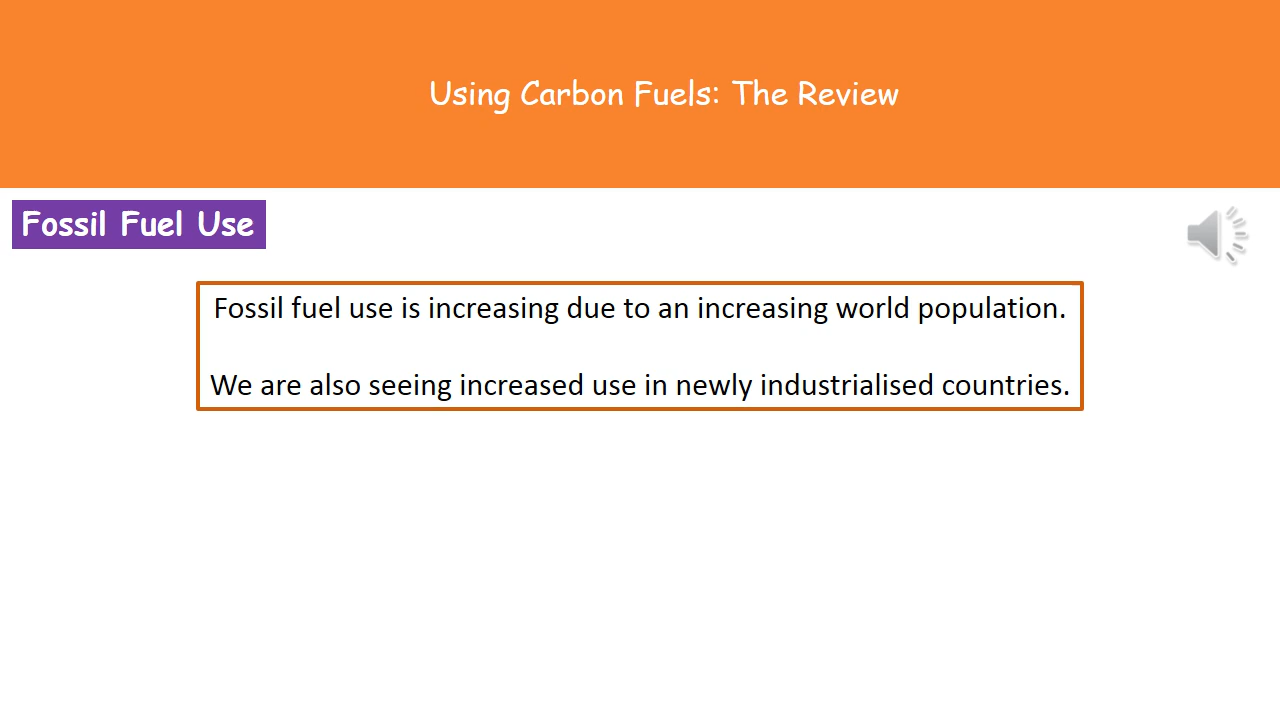 Using Carbon Fuels: The Review
Fossil Fuel Use
Fossil fuel use is increasing due to an increasing world population.
We are also seeing increased use in newly industrialised countries.